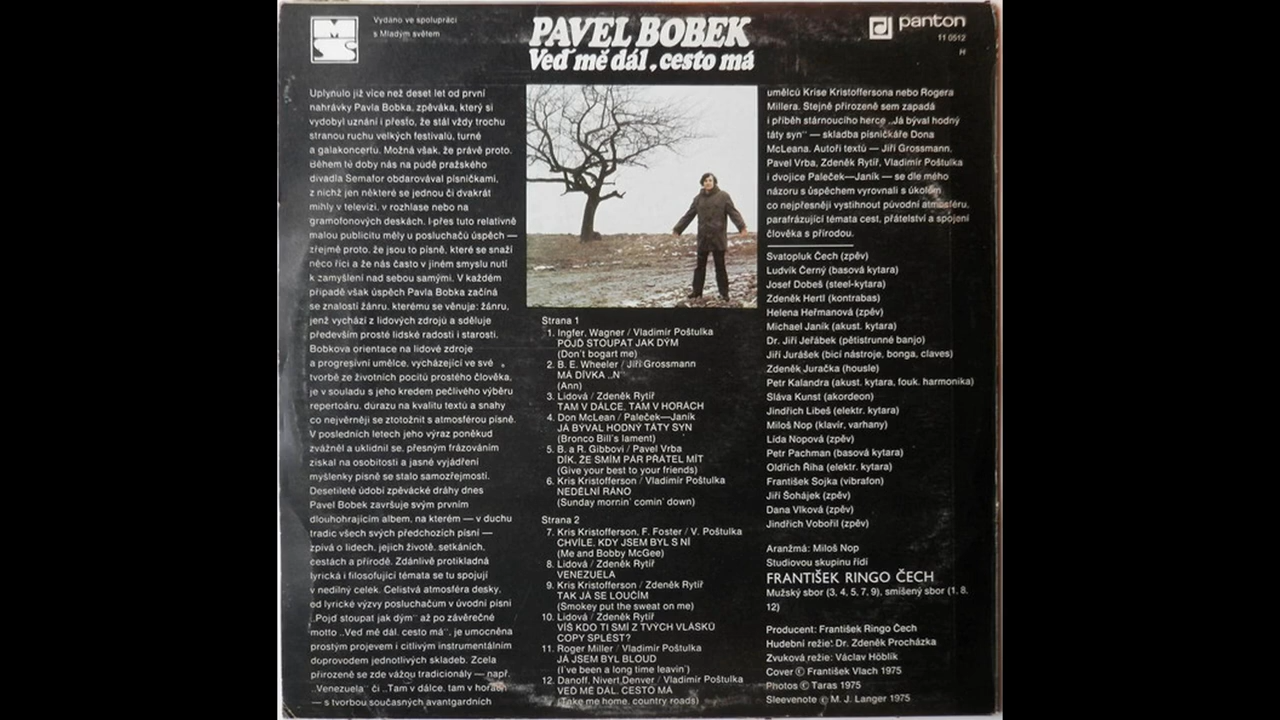 Vydáno ve spolupráci
s Mladým světem
PAVEL BOBEK
Veď mě dál, cesto má
panton
11 0512
H
Uplynulo již více než deset let od první
nahrávky Pavla Bobka, zpěváka, který si
vydobyl uznání i přesto, že stál vždy trochu
stranou ruchu velkých festivalů, turné
a galakoncertu. Možná však, že právě proto.
Během té doby nás na půdě pražského
divadla Semafor obdarovával písničkami,
z nichž jen některé se jednou či dvakrát
mihly v televizi, v rozhlase nebo na
gramofonových deskách. I přes tuto relativně
malou publicitu měly u posluchačů úspěch —
zřejmě proto, že jsou to písně, které se snaží
něco říci a že nás často v jiném smyslu nutí
k zamyšlení nad sebou samými. V každém
případě však úspěch Pavla Bobka začíná
se znalostí žánru, kterému se věnuje: žánru,
jenž vychází z lidových zdrojů a sděluje
především prosté lidské radosti i starosti.
Bobkova orientace na lidové zdroje
a progresivní umělce, vycházející ve své
tvorbě ze životních pocitů prostého člověka,
je v souladu s jeho kredem pečlivého výběru
repertoáru, důrazu na kvalitu textů a snahy
co nejvěrněji se ztotožnit s atmosférou písně.
V posledních letech jeho výraz poněkud
zvážněl a uklidnil se, přesným frázováním
získal na osobitosti a jasné vyjádření
myšlenky písně se stalo samozřejmostí.
Desetileté údobí zpěvácké dráhy dnes
Pavel Bobek završuje svým prvním
dlouhohrajícím albem, na kterém — v duchu
tradic všech svých předchozích písní —
zpívá o lidech, jejich životě, setkáních,
cestách a přírodě. Zdánlivě protikladná
lyrická i filosofující témata se tu spojují
v nedílný celek. Celistvá atmosféra desky,
od lyrické výzvy posluchačům v úvodní písni
„Pojď stoupat jak dým" až po závěrečné
motto „Veď mě dál, cesto má", je umocněna
prostým projevem i citlivým instrumentálním
doprovodem jednotlivých skladeb. Zcela
přirozeně se zde vážou tradicionály — např.
„Venezuela" či „Tam v dálce, tam v horách"
— s tvorbou současných avantgardních
Strana 1
1. Ingfer, Wagner / Vladimír Poštulka
POJĎ STOUPAT JAK DÝM
(Don't bogart me)
2. B. E. Wheeler / Jiří Grossmann
MÁ DÍVKA „N"
(Ann)
3. Lidová / Zdeněk Rytíř
TAM V DÁLCE, TAM V HORÁCH
4. Don McLean / Paleček—Janík
JÁ BÝVAL HODNÝ TÁTY SYN
(Bronco Bill's lament)
5. B. a R. Gibbovi / Pavel Vrba
DÍK, ŽE SMÍM PÁR PŘÁTEL MÍT
(Give your best to your friends)
6. Kris Kristofferson / Vladimír Poštulka
NEDĚLNÍ RÁNO
(Sunday mornin' comin' down)
Strana 2
7. Kris Kristofferson, F. Foster / V. Poštulka
CHVÍLE, KDY JSEM BYL S NÍ
(Me and Bobby McGee)
8. Lidová / Zdeněk Rytíř
VENEZUELA
9. Kris Kristofferson / Zdeněk Rytíř
TAK JÁ SE LOUČÍM
(Smokey put the sweat on me)
10. Lidová / Zdeněk Rytíř
VÍŠ KDO TI SMÍ Z TVÝCH VLÁSKŮ
COPY SPLÉST?
11. Roger Miller / Vladimír Poštulka
JÁ JSEM BYL BLOUD
(I've been a long time leavin')
12. Danoff, Nivert, Denver / Vladimír Poštulka
VEĎ MĚ DÁL, CESTO MÁ
(Take me home, country roads)
umělců Krise Kristoffersona nebo Rogera
Millera. Stejně přirozeně sem zapadá
i příběh stárnoucího herce „Já býval hodný
táty syn" — skladba písničkáře Dona
McLeana. Autoři textů — Jiří Grossmann,
Pavel Vrba, Zdeněk Rytíř, Vladimír Poštulka
i dvojice Paleček—Janík — se dle mého
názoru s úspěchem vyrovnali s úkolem
co nejpřesněji vystihnout původní atmosféru,
parafrázující témata cest, přátelství a spojení
člověka s přírodou.
Svatopluk Čech (zpěv)
Ludvík Černý (basová kytara)
Josef Dobeš (steel-kytara)
Zdeněk Hertl (kontrabas)
Helena Heřmanová (zpěv)
Michael Janík (akust. kytara)
Dr. Jiří Jeřábek (pětistrunné banjo)
Jiří Jurášek (bicí nástroje, bonga, claves)
Zdeněk Juračka (housle)
Petr Kalandra (akust. kytara, fouk. harmonika)
Sláva Kunst (akordeon)
Jindřich Libeš (elektr. kytara)
Miloš Nop (klavír, varhany)
Lída Nopová (zpěv)
Petr Pachman (basová kytara)
Oldřich Říha (elektr. kytara)
František Sojka (vibrafon)
Jiří Šohájek (zpěv)
Dana Vlková (zpěv)
Jindřich Vobořil (zpěv)
Aranžmá: Miloš Nop
Studiovou skupinu řídí
FRANTIŠEK RINGO ČECH
Mužský sbor (3, 4, 5, 7, 9), smíšený sbor (1, 8,
12)
Producent: František Ringo Čech
Hudební režie: Dr. Zdeněk Procházka
Zvuková režie: Václav Höblík
Cover © František Vlach 1975
Photos © Taras 1975
Sleevenote © M. J. Langer 1975